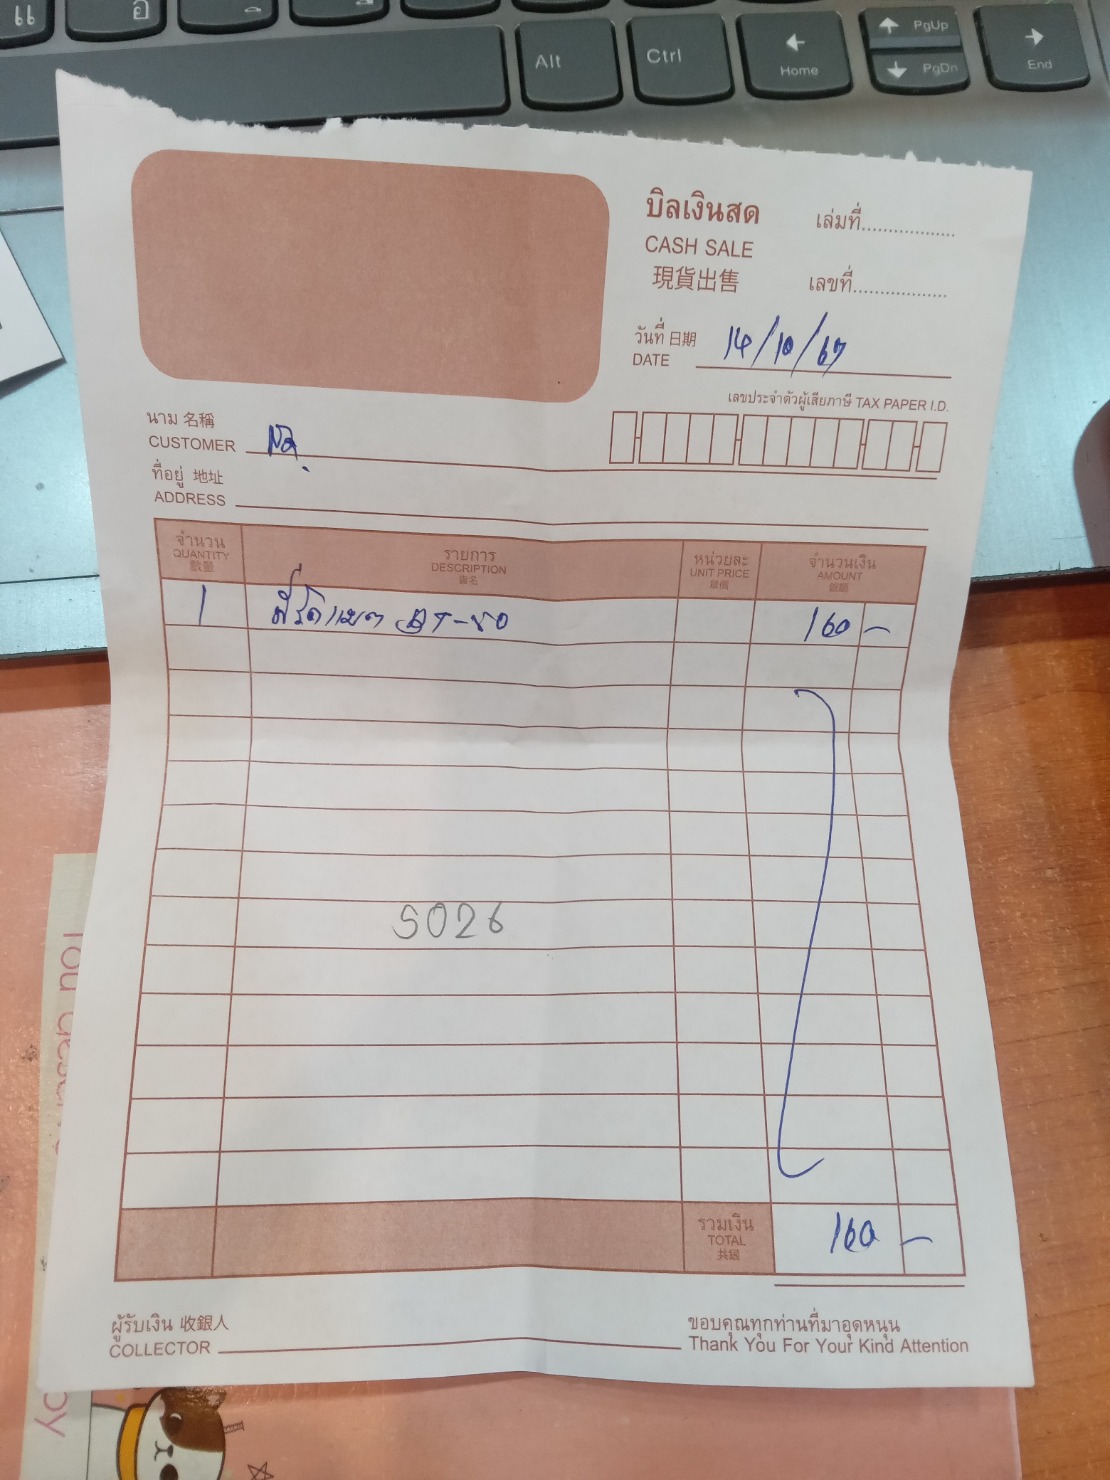 แ
อ
Alt
Ctrl
Home
PgUp
PgDn
End
บิลเงินสด
CASH SALE
現貨出售
เล่มที่..................
เลขที่..................
วันที่ 日期
DATE 14/10/67
เลขประจำตัวผู้เสียภาษี TAX PAPER I.D.
นาม 名稱
CUSTOMER
ที่อยู่ 地址
ADDRESS
จำนวน รายการ หน่วยละ จำนวนเงิน
QUANTITY DESCRIPTION UNIT PRICE AMOUNT
數量 單價 銀額
1 160 -
5026
รวมเงิน
TOTAL 160 -
共銀
ผู้รับเงิน 收銀人
COLLECTOR
ขอบคุณทุกท่านที่มาอุดหนุน
Thank You For Your Kind Attention
You